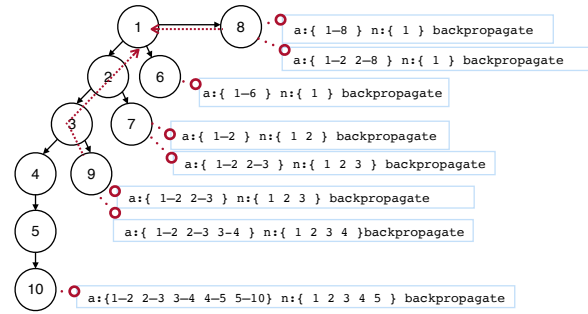 1
8
a:{ 1–8 } n:{ 1 } backpropagate
a:{ 1–2 2–8 } n:{ 1 } backpropagate
2
6
a:{ 1–6 } n:{ 1 } backpropagate
3
7
a:{ 1–2 } n:{ 1 2 } backpropagate
a:{ 1–2 2–3 } n:{ 1 2 3 } backpropagate
4
9
a:{ 1–2 2–3 } n:{ 1 2 3 } backpropagate
a:{ 1–2 2–3 3-4 } n:{ 1 2 3 4 }backpropagate
5
10
a:{1–2 2–3 3–4 4–5 5–10} n:{ 1 2 3 4 5 } backpropagate